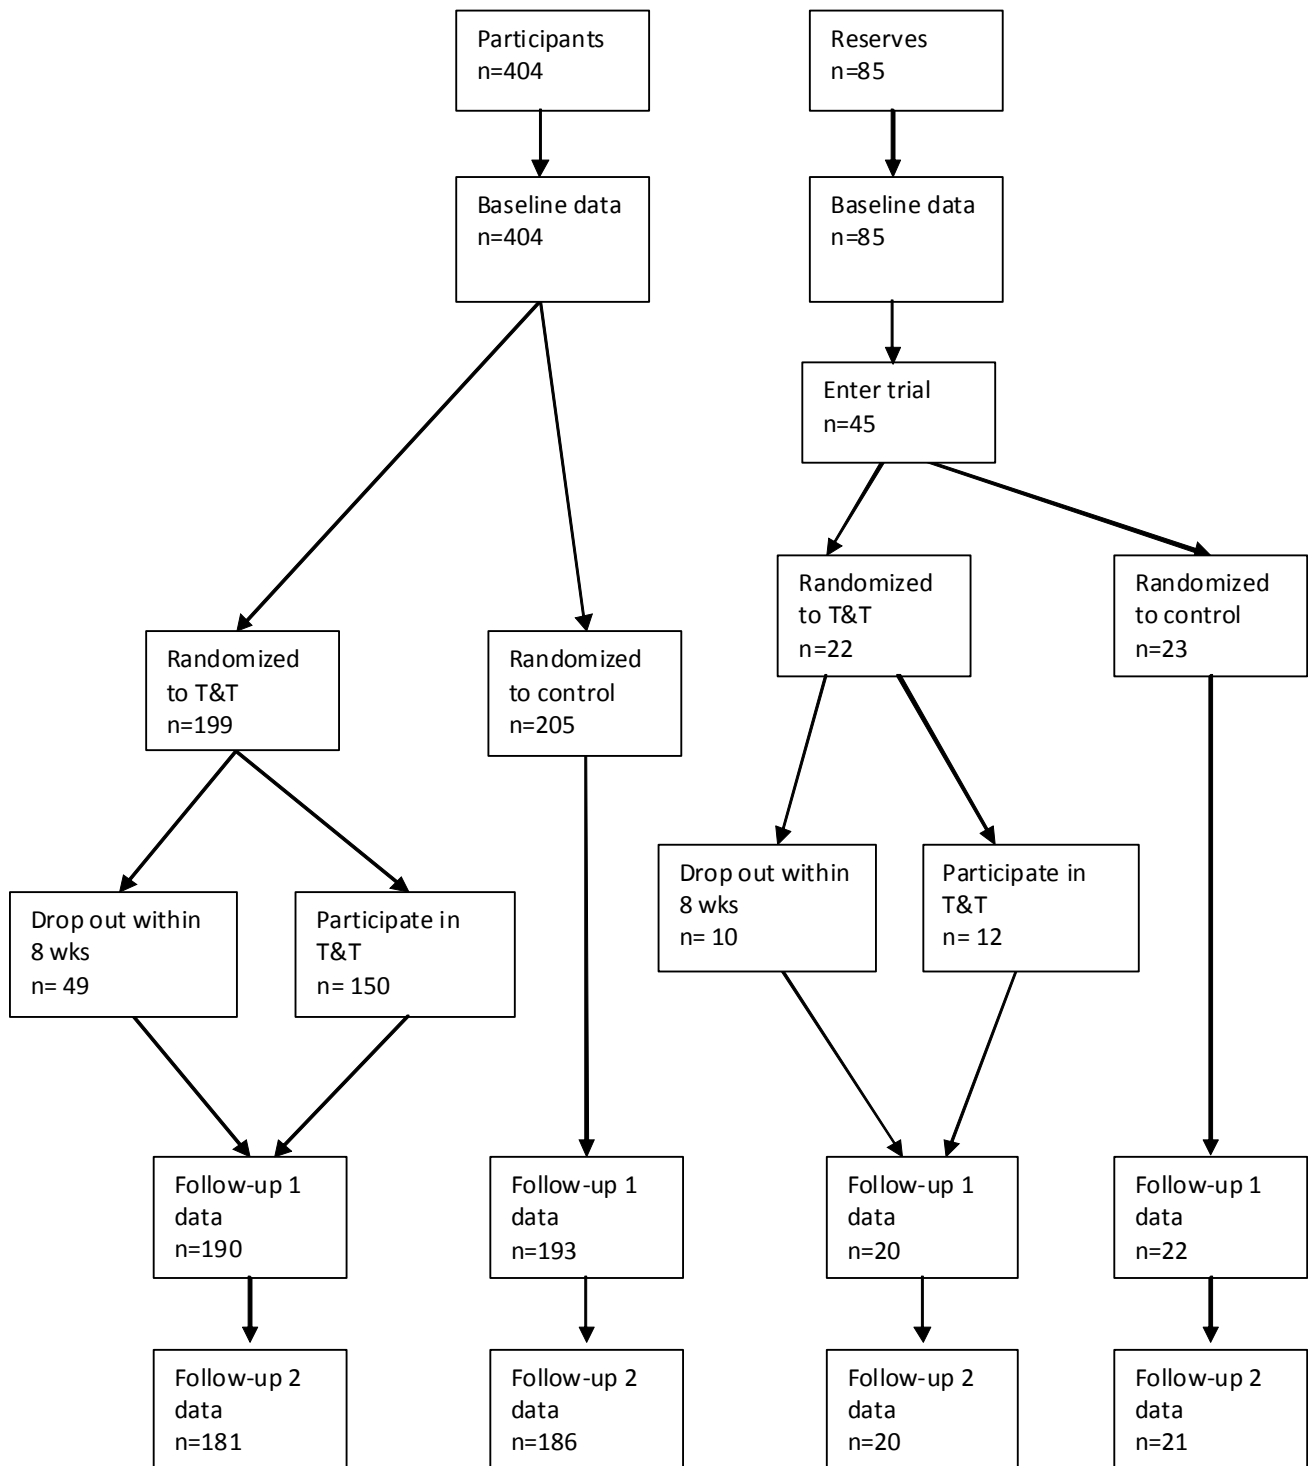 Participants
n=404
Reserves
n=85
Baseline data
n=404
Baseline data
n=85
Enter trial
n=45
Randomized
to T&T
n=22
Randomized
to control
n=23
Randomized
to T&T
n=199
Randomized
to control
n=205
Drop out within
8 wks
n= 10
Participate in
T&T
n= 12
Drop out within
8 wks
n= 49
Participate in
T&T
n= 150
Follow-up 1
data
n=190
Follow-up 1
data
n=193
Follow-up 1
data
n=20
Follow-up 1
data
n=22
Follow-up 2
data
n=181
Follow-up 2
data
n=186
Follow-up 2
data
n=20
Follow-up 2
data
n=21